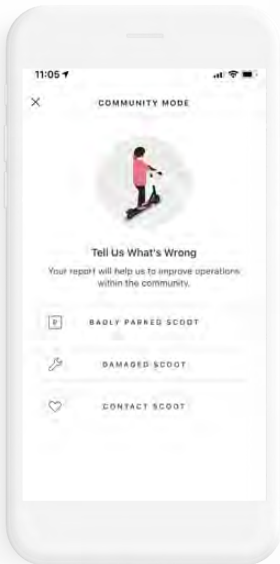 11:05
COMMUNITY MODE
Tell Us What's Wrong
Your report will help us to improve operations
within the community.
P BADLY PARKED SCOOT
DAMAGED SCOOT
CONTACT SCOOT